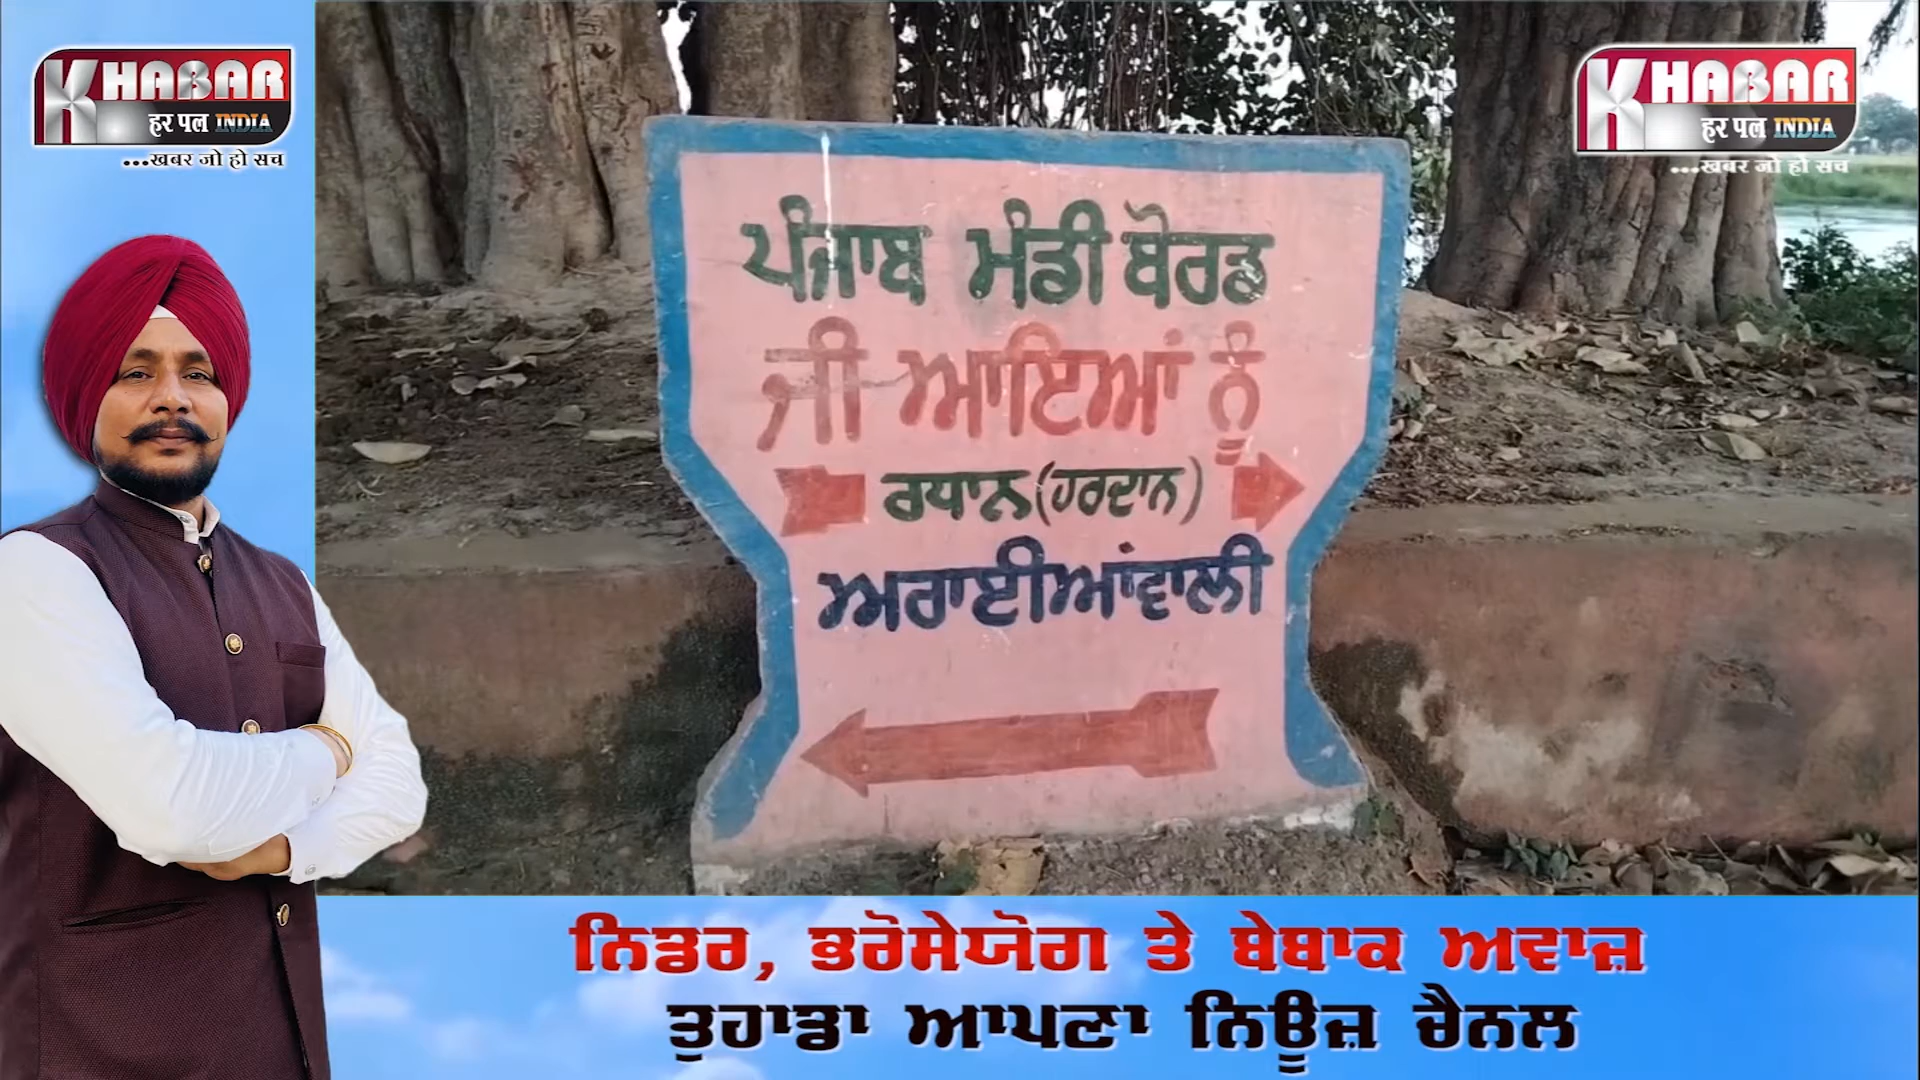 KHABAR
हर पल INDIA
...खबर जो हो सच
KHABAR
हर पल INDIA
...खबर जो हो सच
ਪੰਜਾਬ ਮੰਡੀ ਬੋਰਡ
ਜੀ ਆਇਆਂ ਨੂੰ
ਰਧਾਨ (ਹਰਦਾਨ)
ਅਰਾਈਆਂਵਾਲੀ
ਨਿਡਰ, ਭਰੋਸੇਯੋਗ ਤੇ ਬੇਬਾਕ ਅਵਾਜ਼
ਤੁਹਾਡਾ ਆਪਣਾ ਨਿਊਜ਼ ਚੈਨਲ